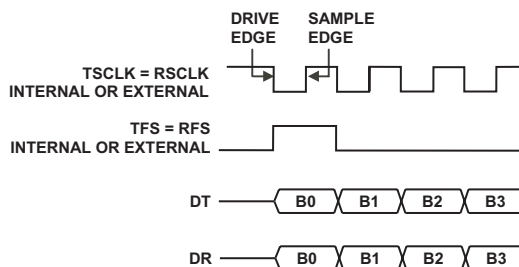 DRIVE EDGE
SAMPLE EDGE
TSCLK = RSCLK
INTERNAL OR EXTERNAL
TFS = RFS
INTERNAL OR EXTERNAL
DT B0 B1 B2 B3
DR B0 B1 B2 B3